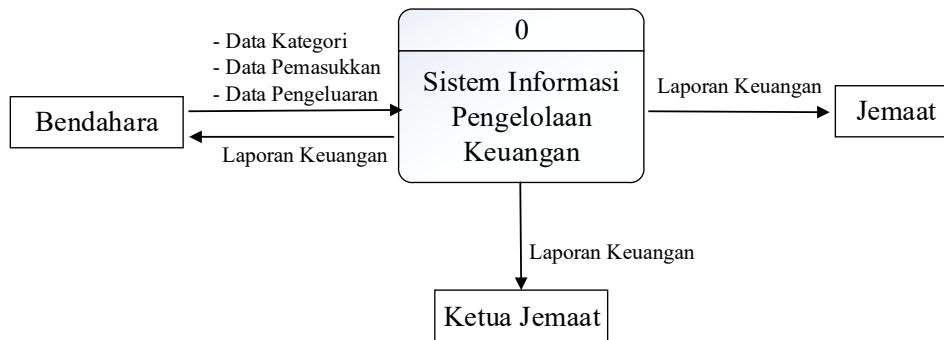 0
Sistem Informasi
Pengelolaan
Keuangan
- Data Kategori
- Data Pemasukkan
- Data Pengeluaran
Bendahara
Laporan Keuangan
Laporan Keuangan
Jemaat
Laporan Keuangan
Ketua Jemaat